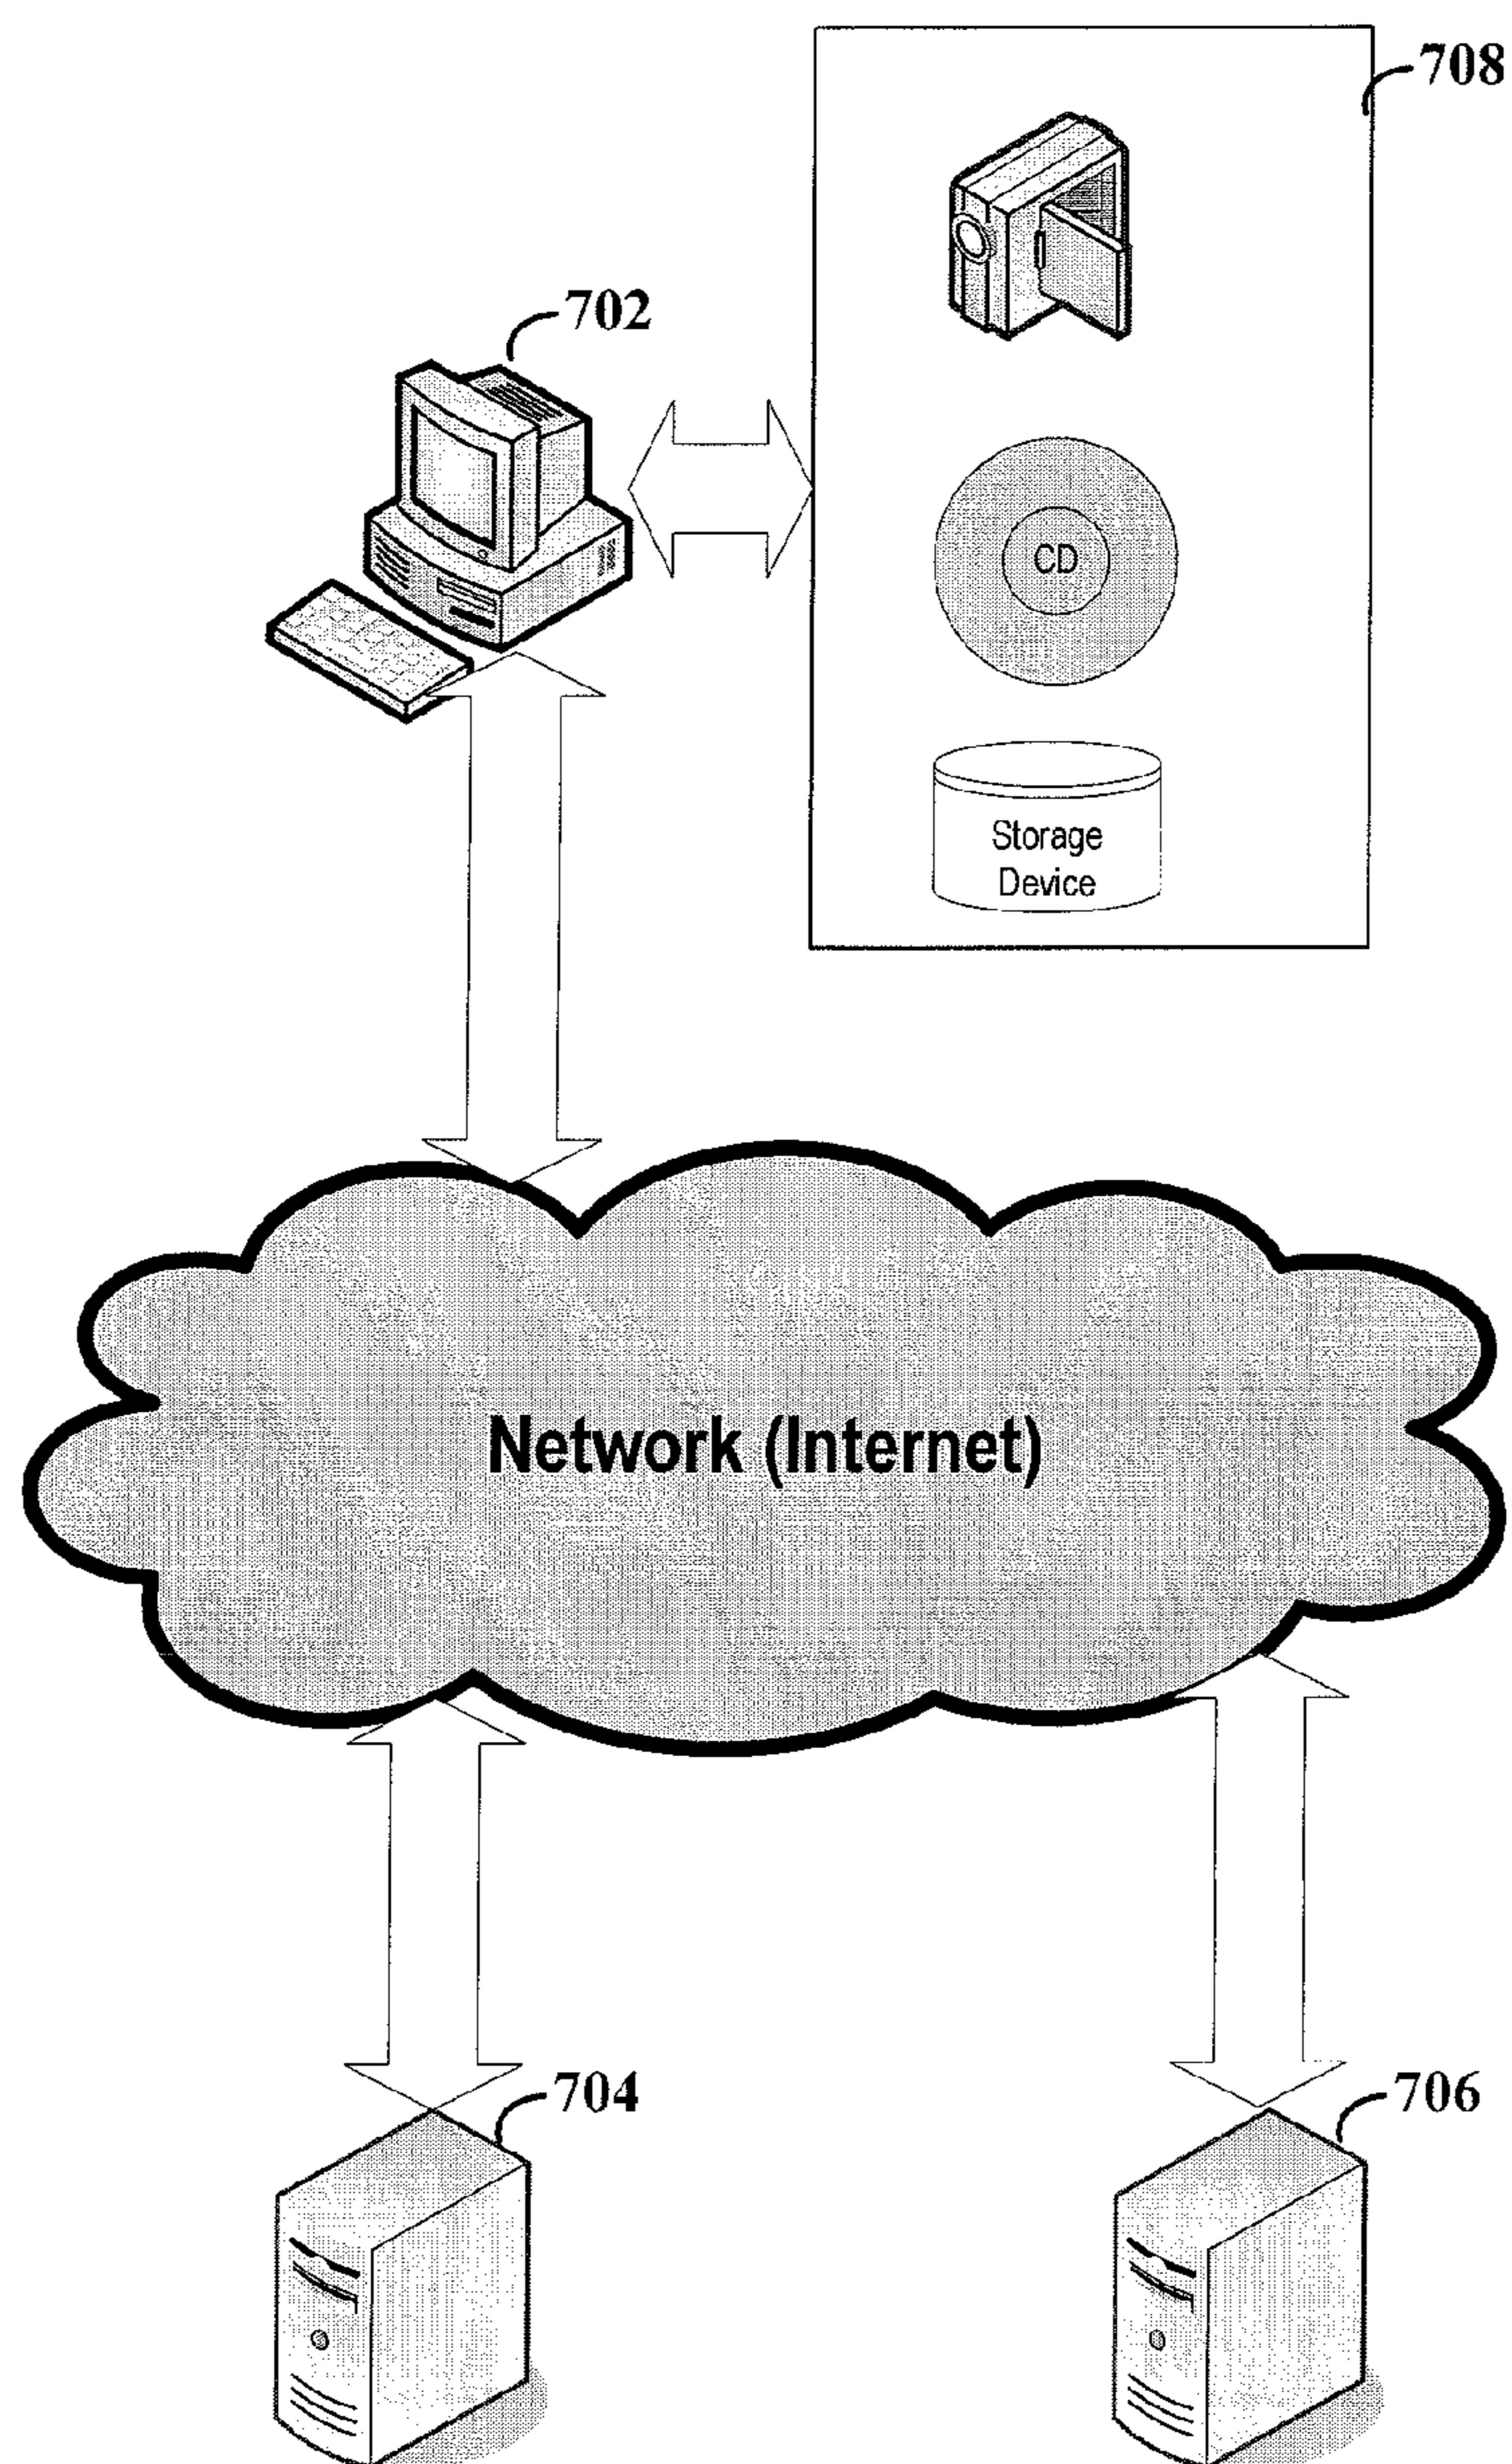 708
702
CD
Storage
Device
Network (Internet)
704
706